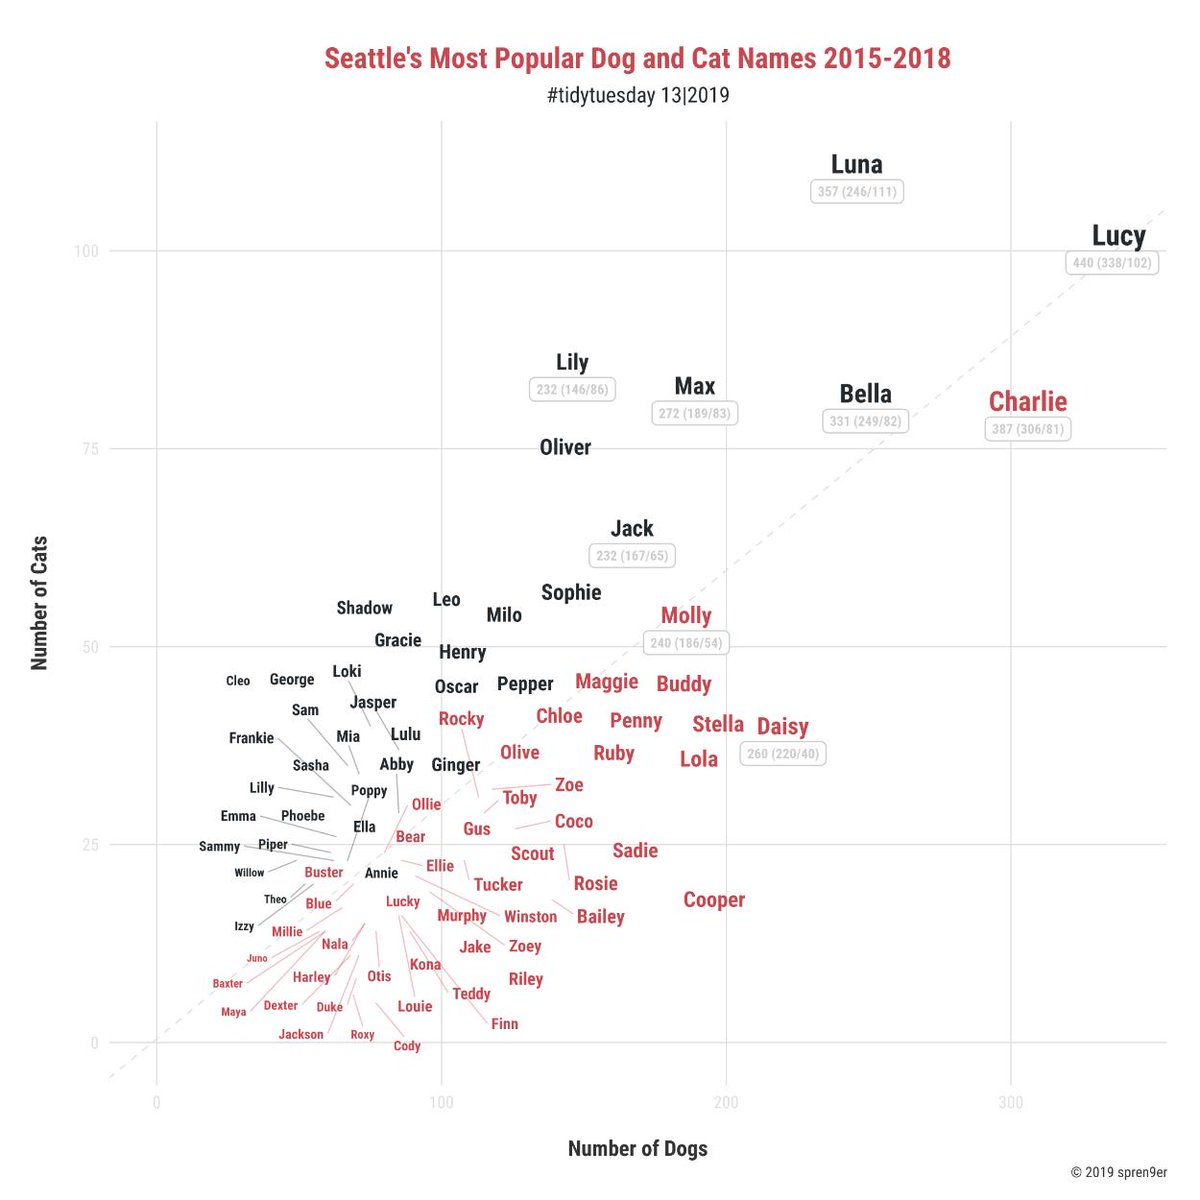 Seattle's Most Popular Dog and Cat Names 2015-2018
#tidytuesday 13|2019
Luna
357 (246/111)
Lucy
100
440 (338/102)
Lily
232 (146/86)
Max
272 (189/83)
Bella
331 (249/82)
Charlie
387 (306/81)
Oliver
75
Jack
232 (167/65)
Number of Cats
Sophie
Leo
Shadow
Milo
Molly
240 (186/54)
Gracie
50
Henry
Loki
Cleo
George
Oscar
Pepper
Maggie
Buddy
Sam
Jasper
Rocky
Chloe
Penny
Stella
Daisy
260 (220/40)
Frankie
Mia
Lulu
Olive
Ruby
Lola
Sasha
Abby
Ginger
Lilly
Poppy
Zoe
Ollie
Toby
Emma
Phoebe
Ella
Gus
Coco
Bear
25
Sammy
Piper
Scout
Sadie
Ellie
Willow
Buster
Annie
Tucker
Rosie
Theo
Blue
Lucky
Cooper
Murphy
Winston
Bailey
Izzy
Millie
Nala
Jake
Zoey
Juno
Kona
Baxter
Harley
Otis
Riley
Teddy
Maya
Dexter
Duke
Louie
Finn
Jackson
Roxy
Cody
0
0
100
200
300
Number of Dogs
© 2019 spren9er